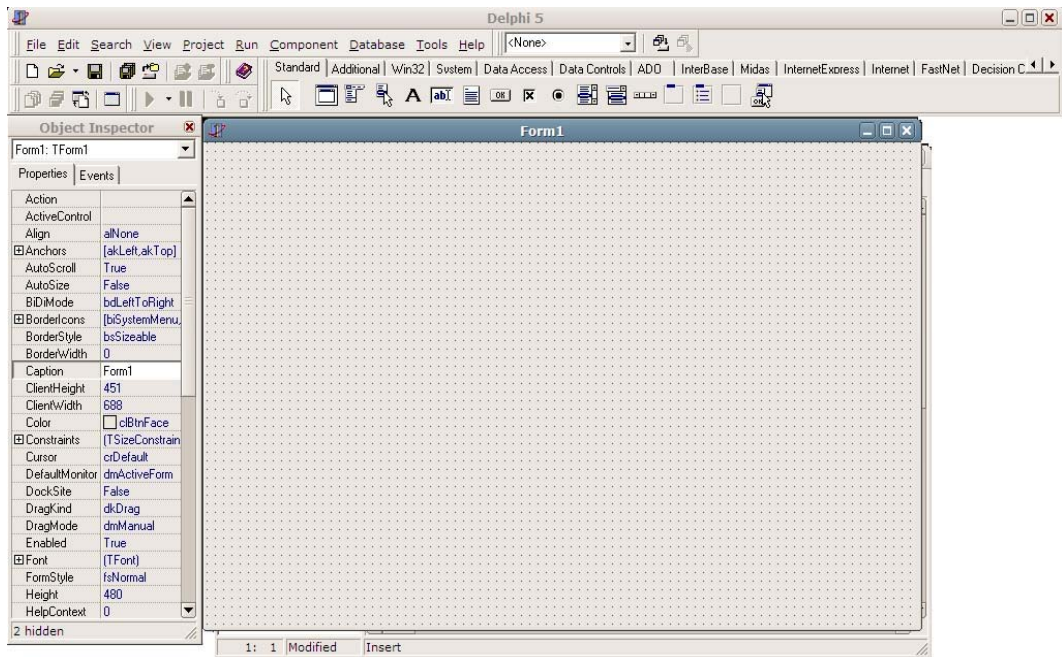 Delphi 5
File Edit Search View Project Run Component Database Tools Help <None>
Standard Additional Win32 System Data Access Data Controls ADO InterBase Midas InternetExpress Internet FastNet Decision C
A ab OK
OK
Object Inspector
Form1
Form1: TForm1
Properties Events
Action
ActiveControl
Align alNone
Anchors [akLeft,akTop]
AutoScroll True
AutoSize False
BiDiMode bdLeftToRight
BorderIcons [biSystemMenu,
BorderStyle bsSizeable
BorderWidth 0
Caption Form1
ClientHeight 451
ClientWidth 688
Color clBtnFace
Constraints (TSizeConstrain
Cursor crDefault
DefaultMonitor dmActiveForm
DockSite False
DragKind dkDrag
DragMode dmManual
Enabled True
Font (TFont)
FormStyle fsNormal
Height 480
HelpContext 0
2 hidden
1: 1 Modified Insert